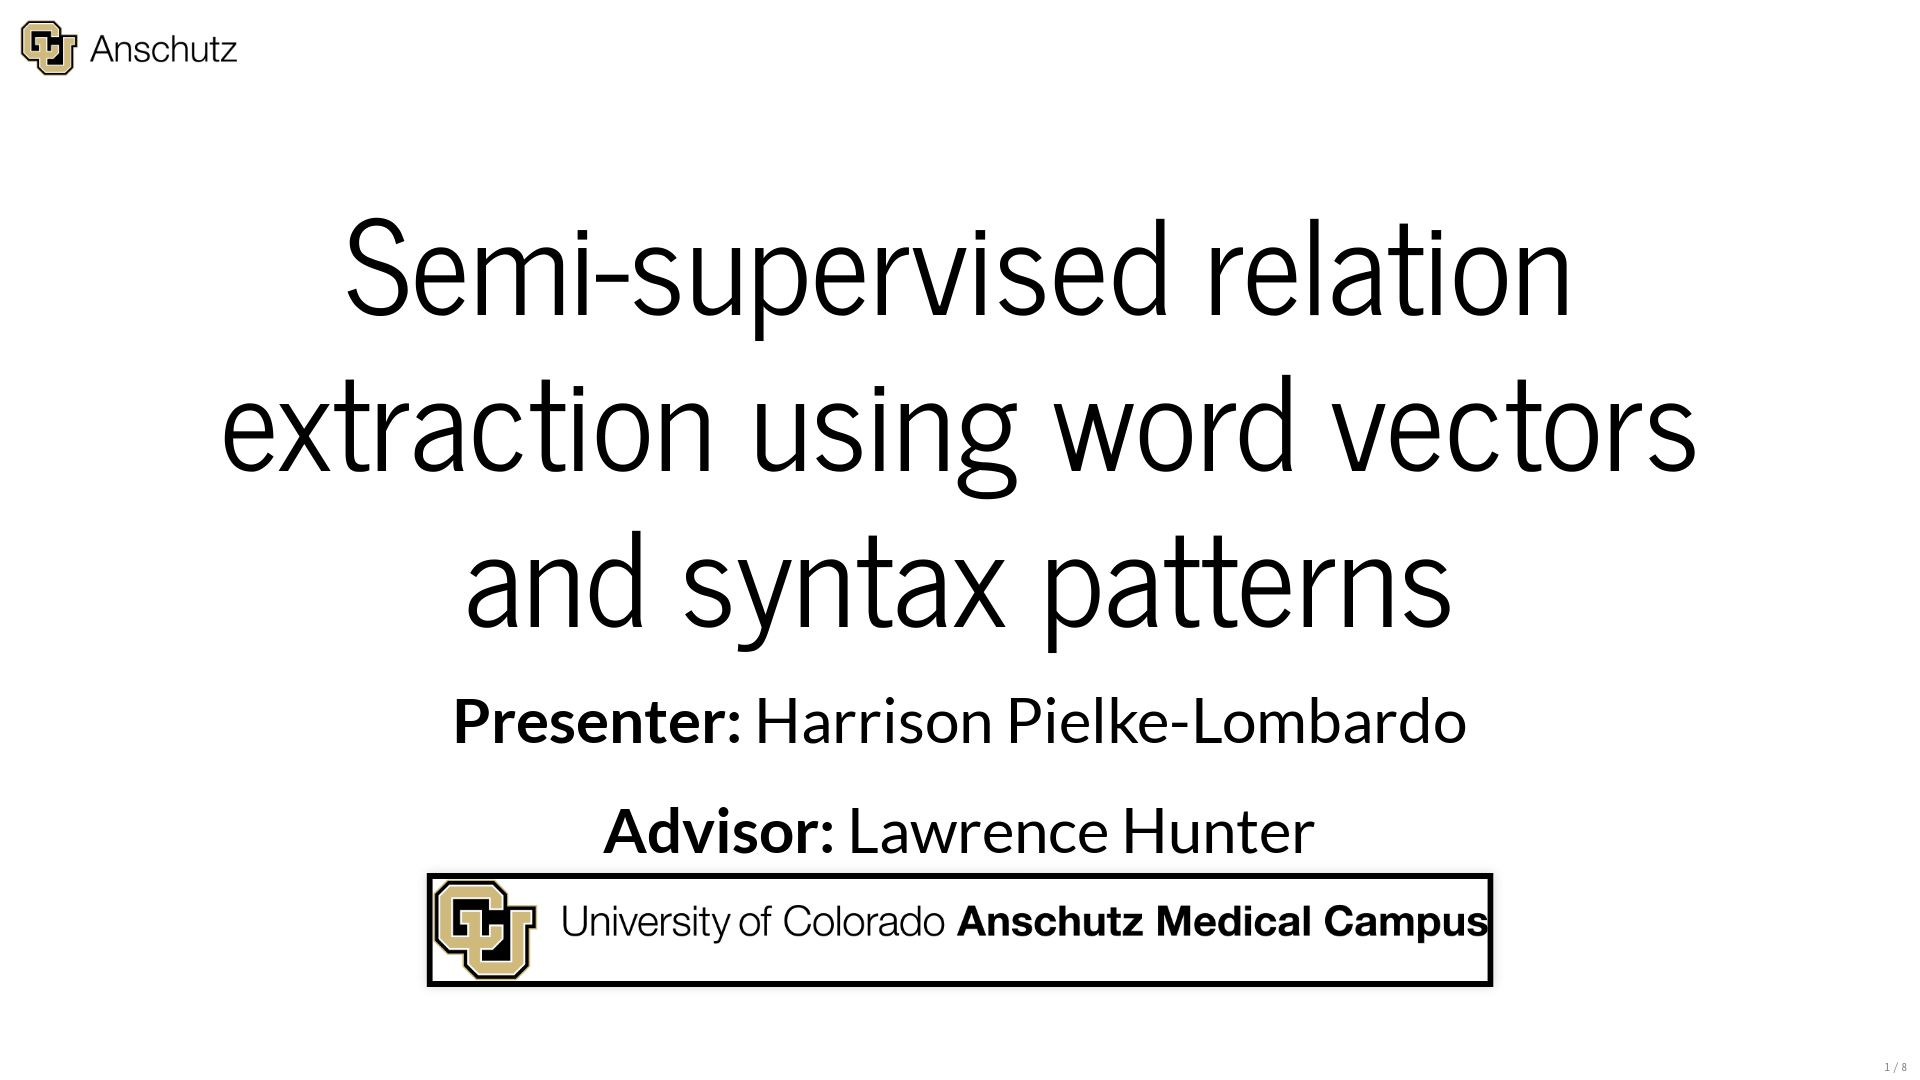 Anschutz
Semi-supervised relation
extraction using word vectors
and syntax patterns
Presenter: Harrison Pielke-Lombardo
Advisor: Lawrence Hunter
University of Colorado Anschutz Medical Campus
1 / 8